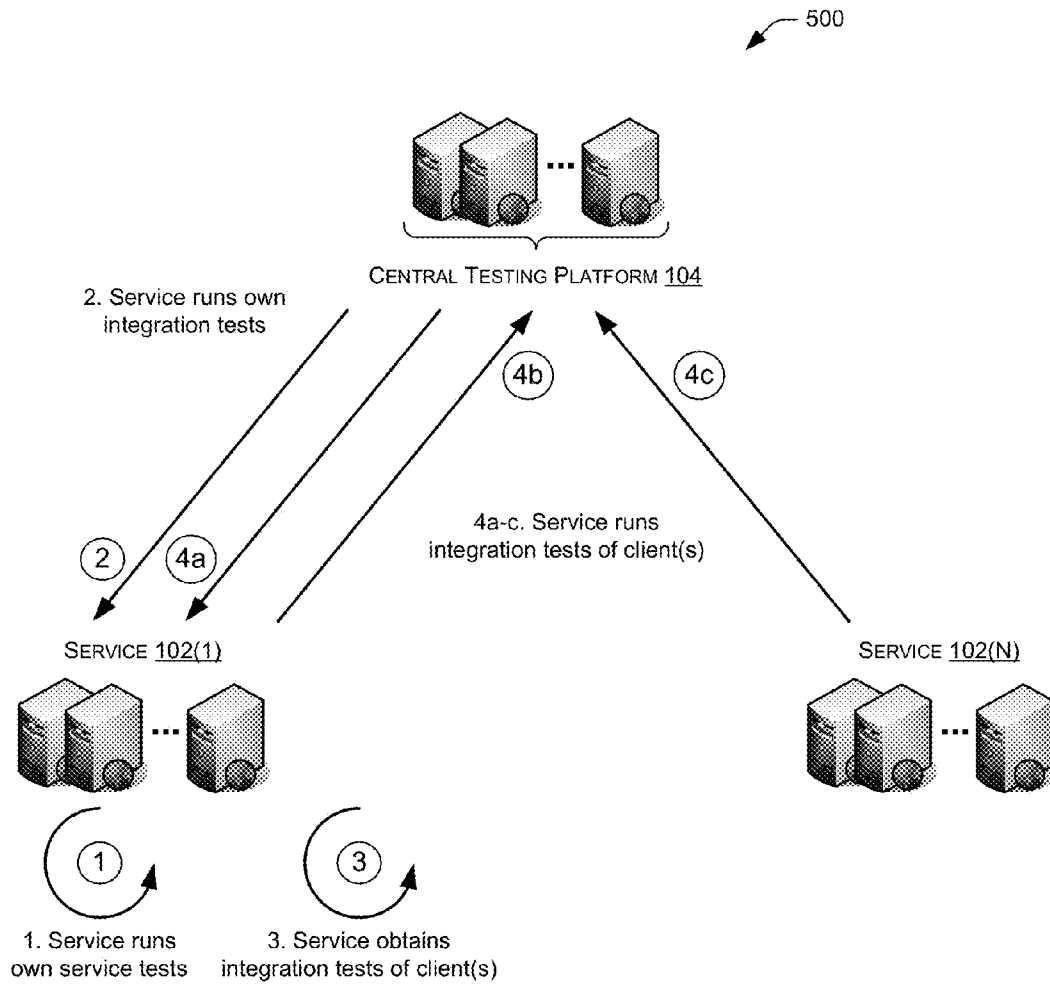 500
...
CENTRAL TESTING PLATFORM 104
2. Service runs own
integration tests
4b
4c
4a-c. Service runs
integration tests of client(s)
2
4a
SERVICE 102(1)
SERVICE 102(N)
...
...
1
3
1. Service runs
own service tests
3. Service obtains
integration tests of client(s)